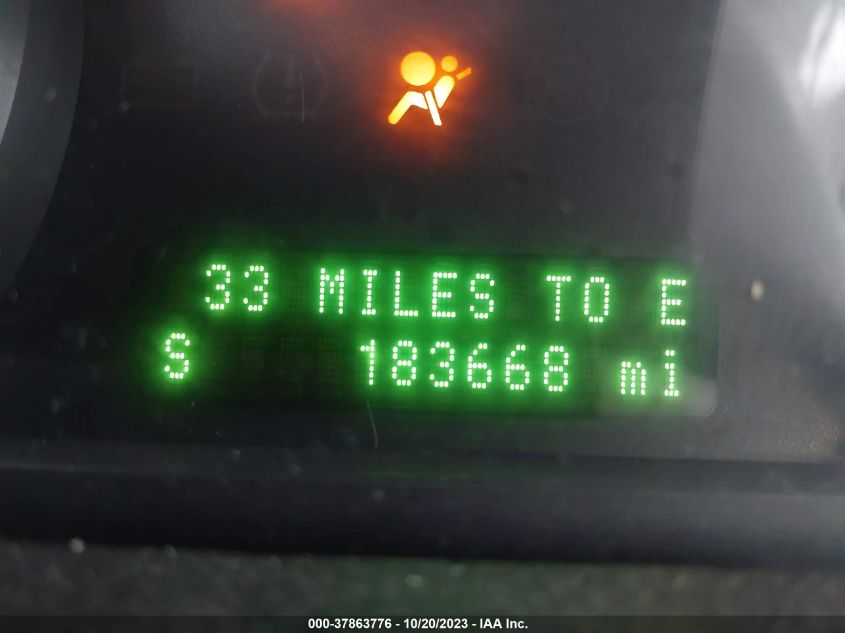 33 MILES TO E
S 183668 mi
000-37863776 - 10/20/2023 - IAA Inc.